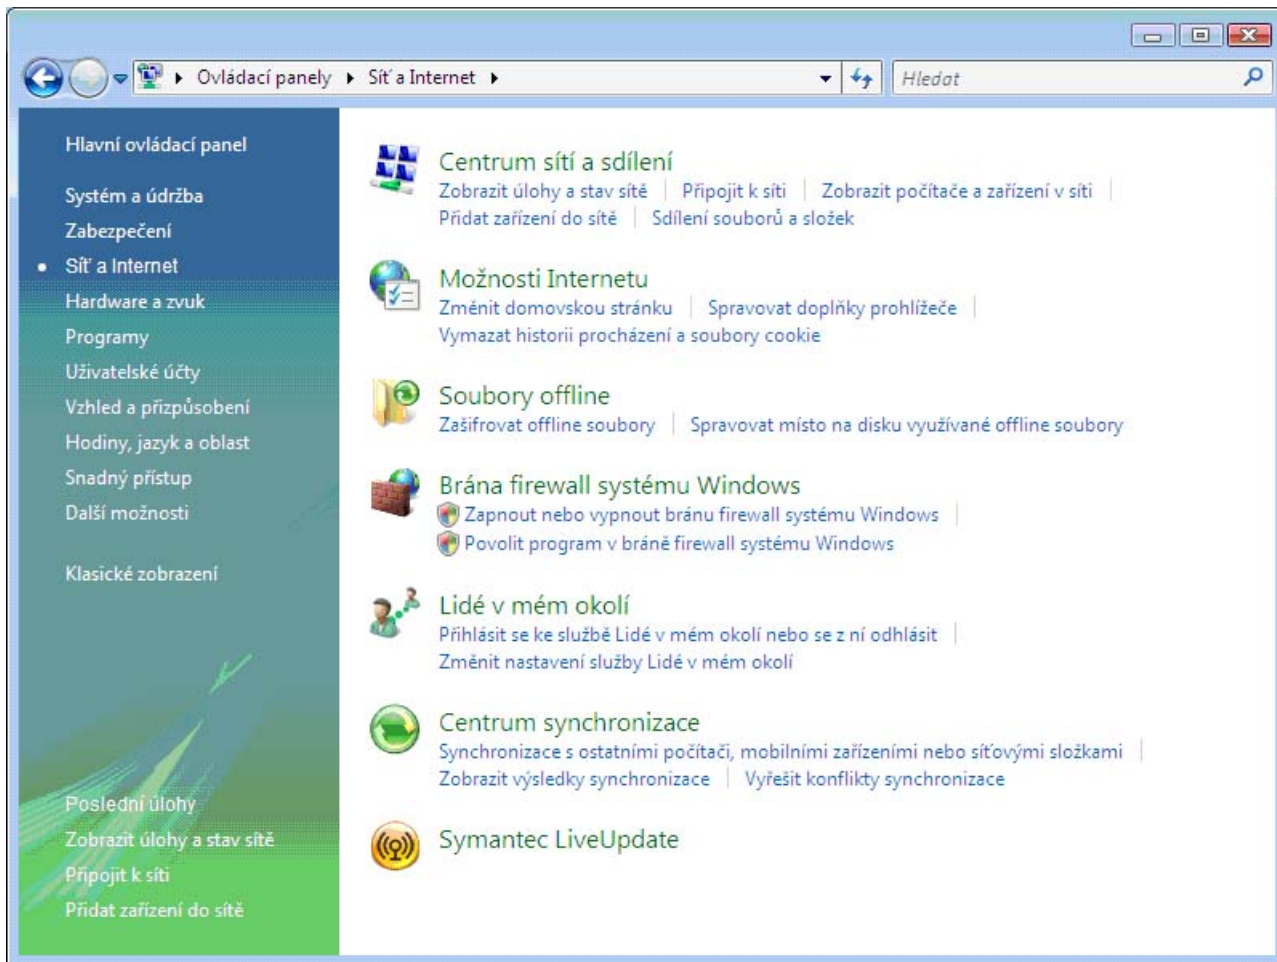 Ovládací panely
Síť a Internet
Hledat
Hlavní ovládací panel
Systém a údržba
Zabezpečení
Síť a Internet
Hardware a zvuk
Programy
Uživatelské účty
Vzhled a přizpůsobení
Hodiny, jazyk a oblast
Snadný přístup
Další možnosti
Klasické zobrazení
Poslední úlohy
Zobrazit úlohy a stav sítě
Připojit k síti
Přidat zařízení do sítě
Centrum sítí a sdílení
Zobrazit úlohy a stav sítě
Připojit k síti
Zobrazit počítače a zařízení v síti
Přidat zařízení do sítě
Sdílení souborů a složek
Možnosti Internetu
Změnit domovskou stránku
Spravovat doplňky prohlížeče
Vymazat historii procházení a soubory cookie
Soubory offline
Zašifrovat offline soubory
Spravovat místo na disku využívané offline soubory
Brána firewall systému Windows
Zapnout nebo vypnout bránu firewall systému Windows
Povolit program v bráně firewall systému Windows
Lidé v mém okolí
Přihlásit se ke službě Lidé v mém okolí nebo se z ní odhlásit
Změnit nastavení služby Lidé v mém okolí
Centrum synchronizace
Synchronizace s ostatními počítači, mobilními zařízeními nebo síťovými složkami
Zobrazit výsledky synchronizace
Vyřešit konflikty synchronizace
Symantec LiveUpdate